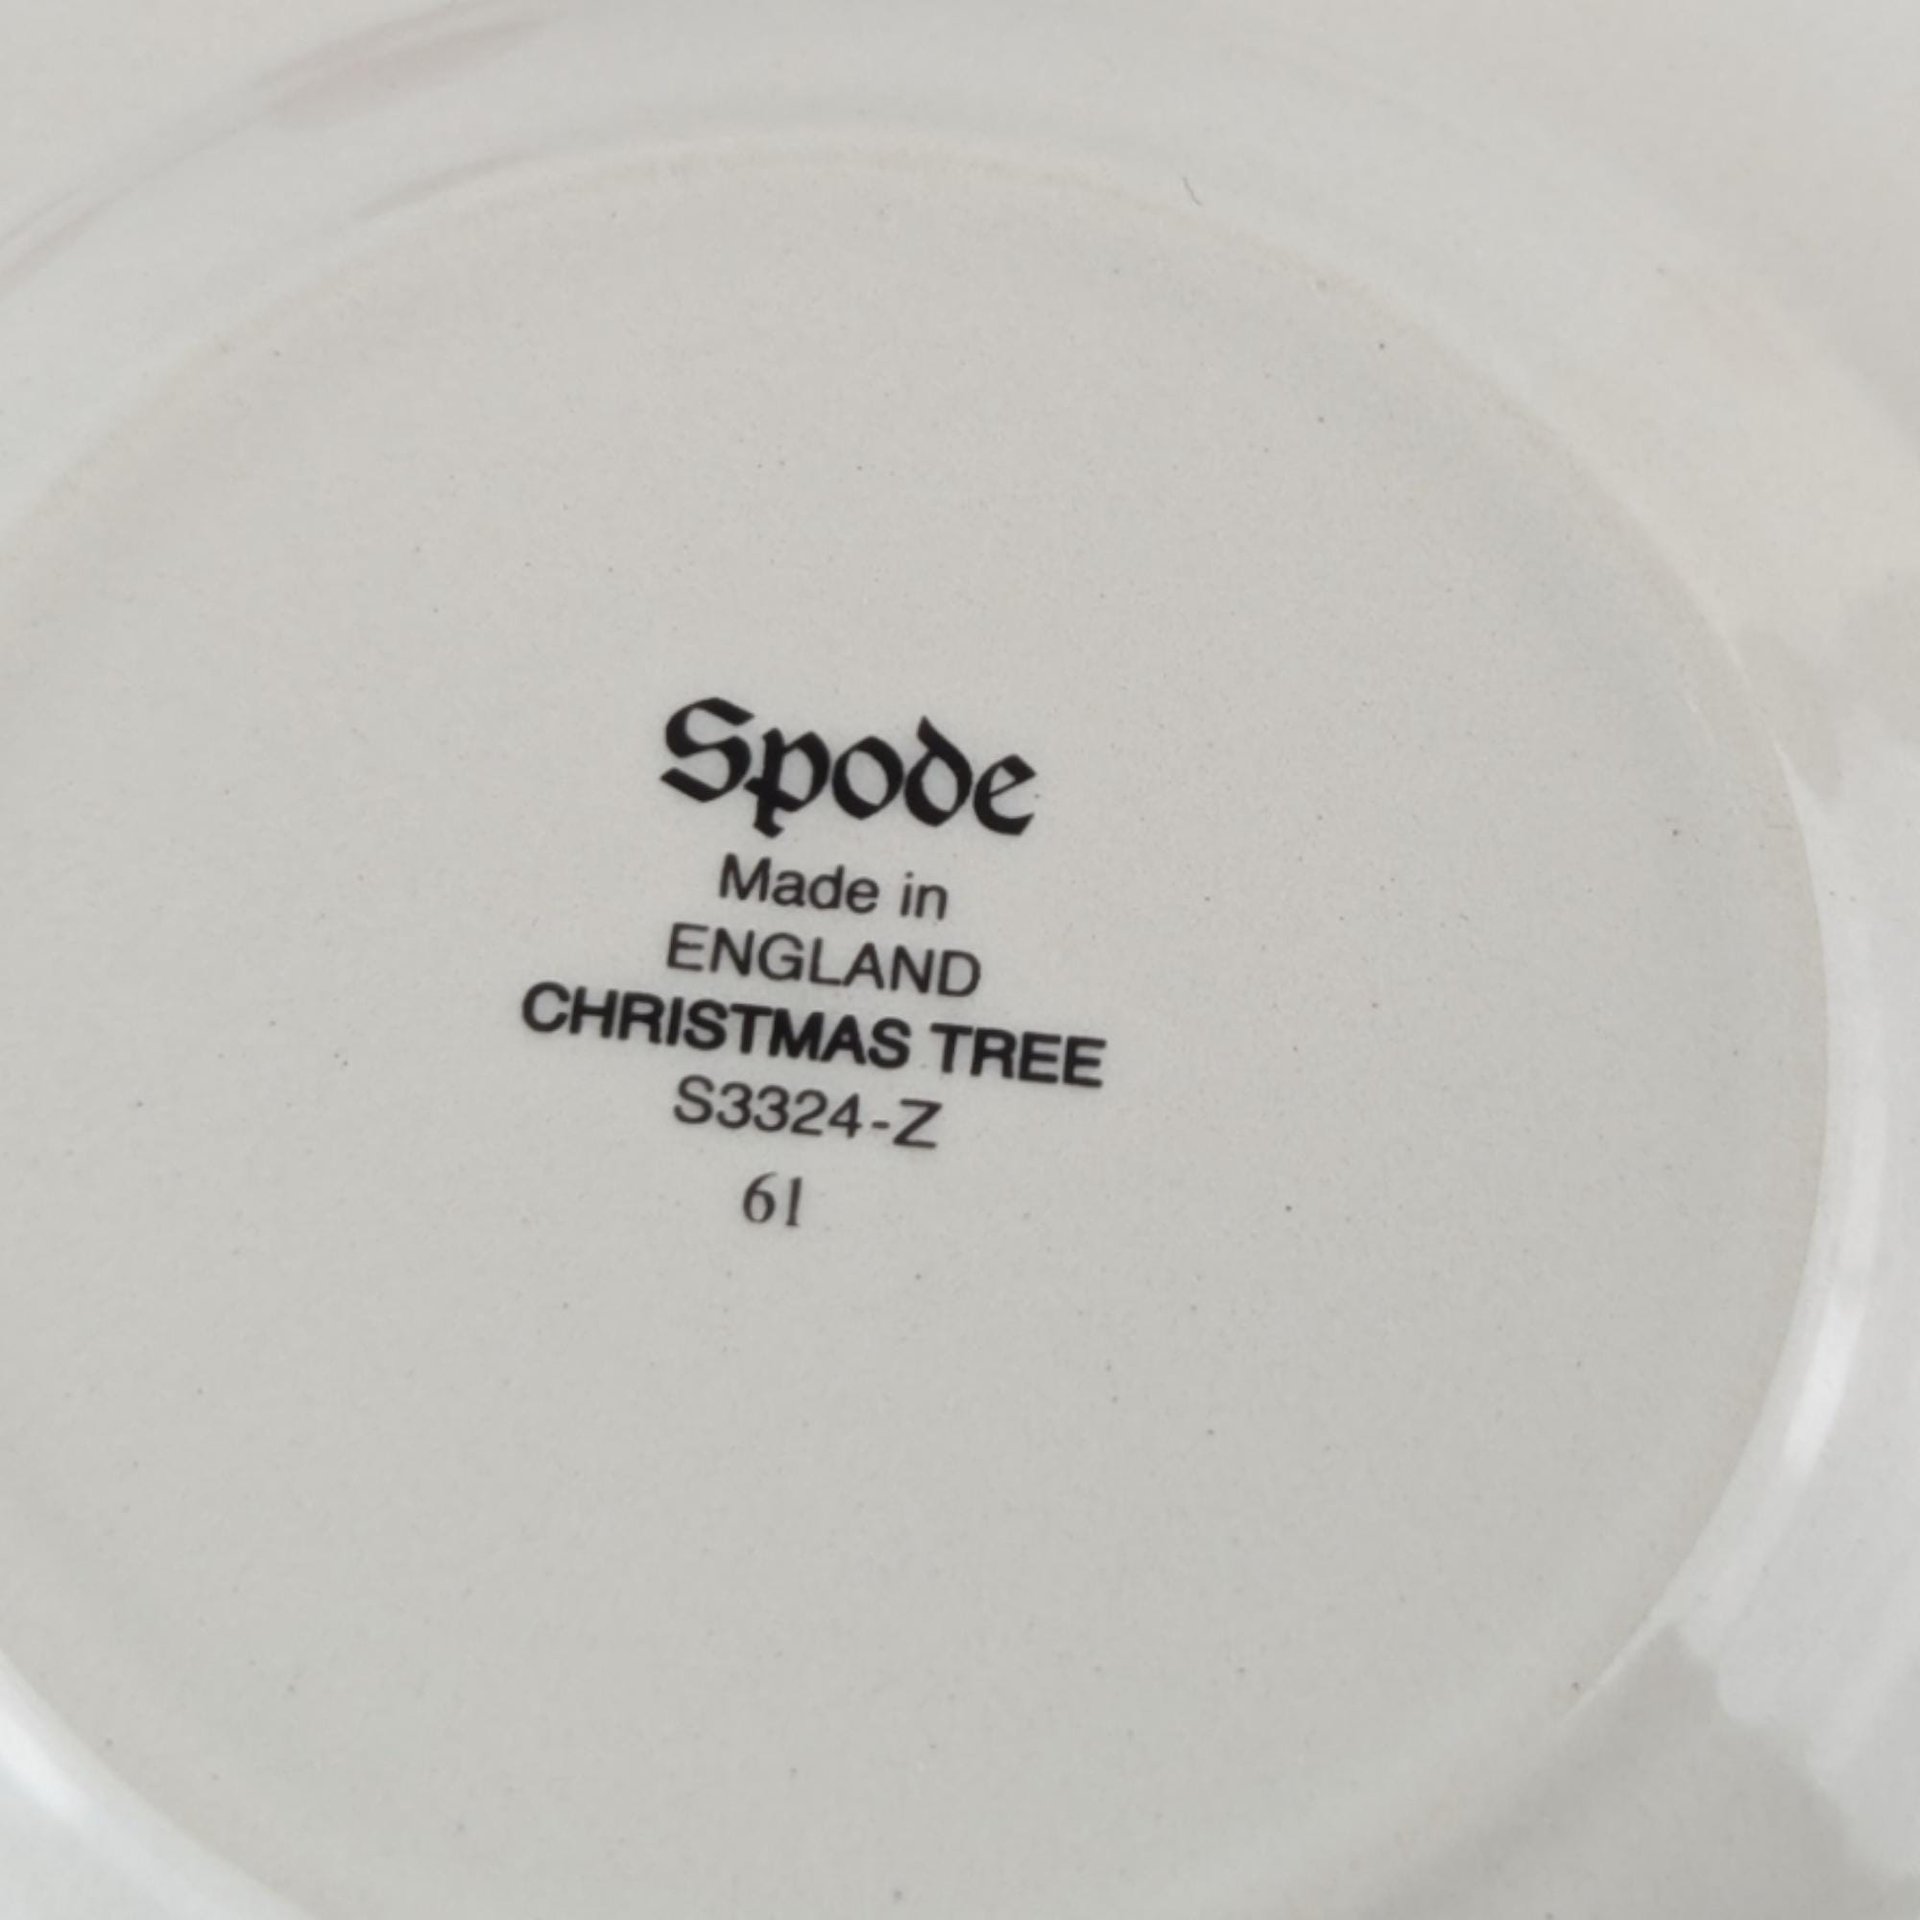 Spode
Made in
ENGLAND
CHRISTMAS TREE
S3324-Z
61